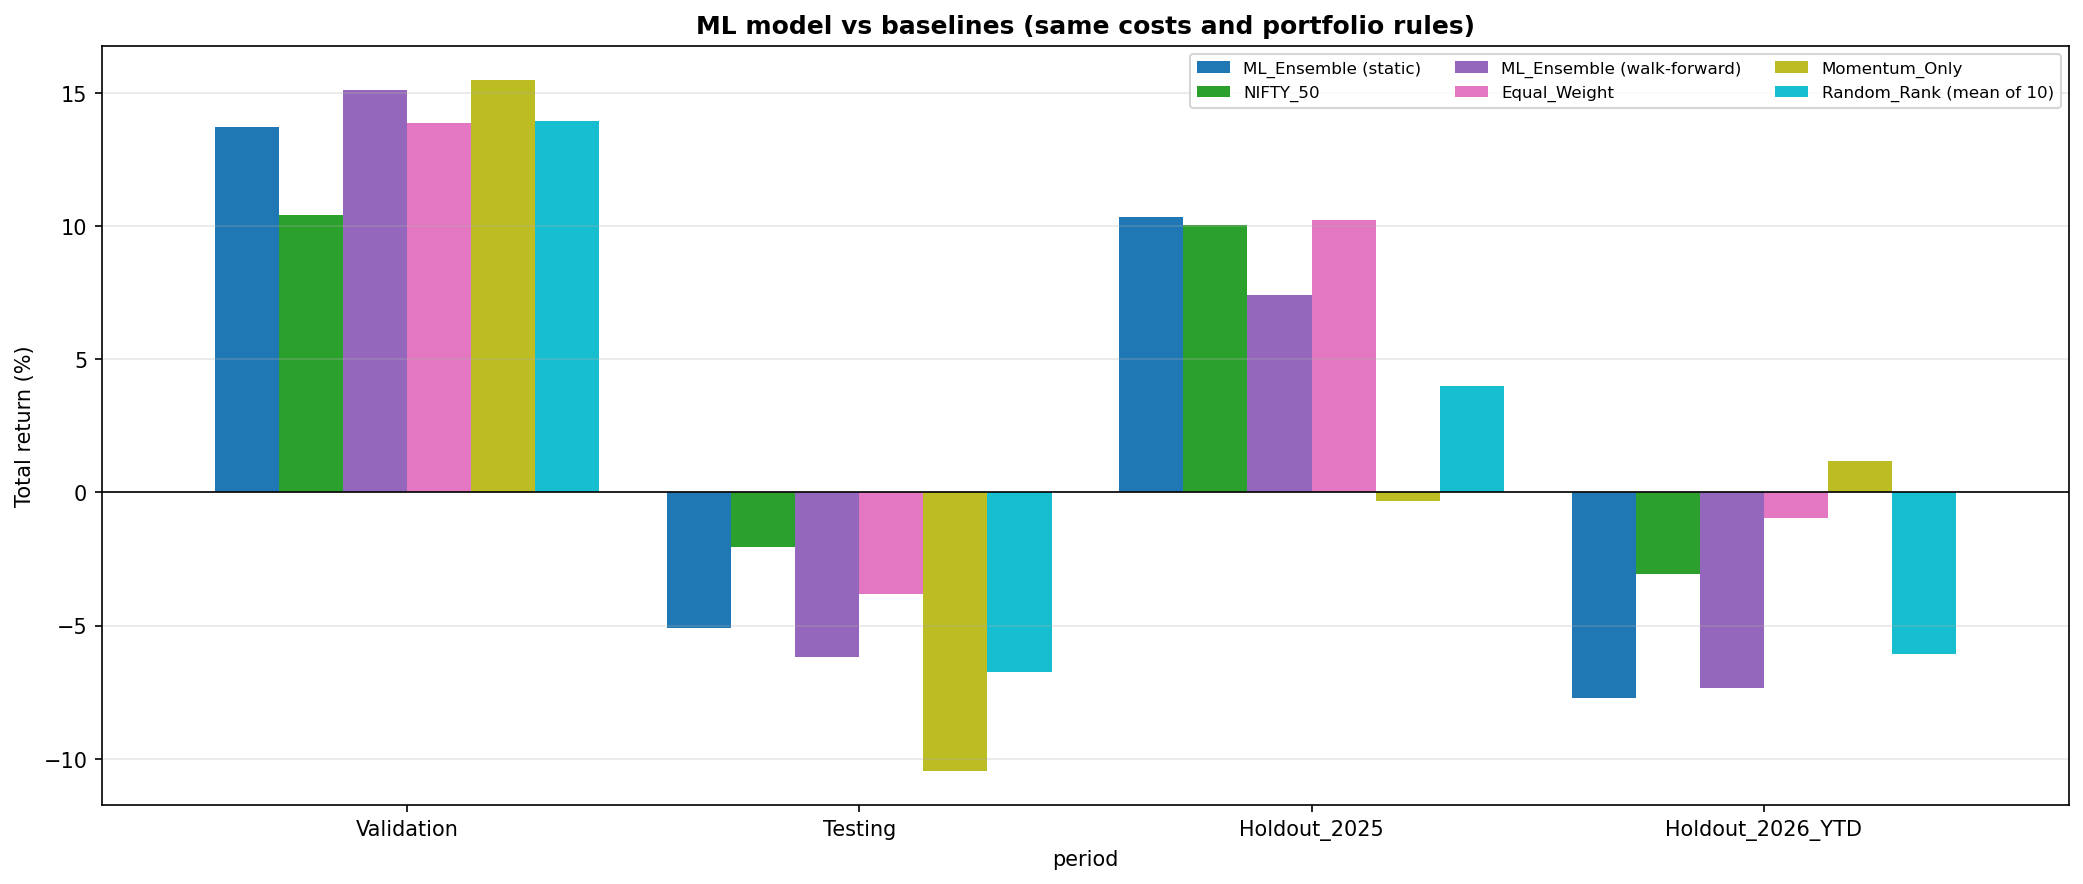 ML model vs baselines (same costs and portfolio rules)
ML_Ensemble (static)
NIFTY_50
ML_Ensemble (walk-forward)
Equal_Weight
Momentum_Only
Random_Rank (mean of 10)
Total return (%)
15
10
5
0
−5
−10
Validation
Testing
Holdout_2025
Holdout_2026_YTD
period